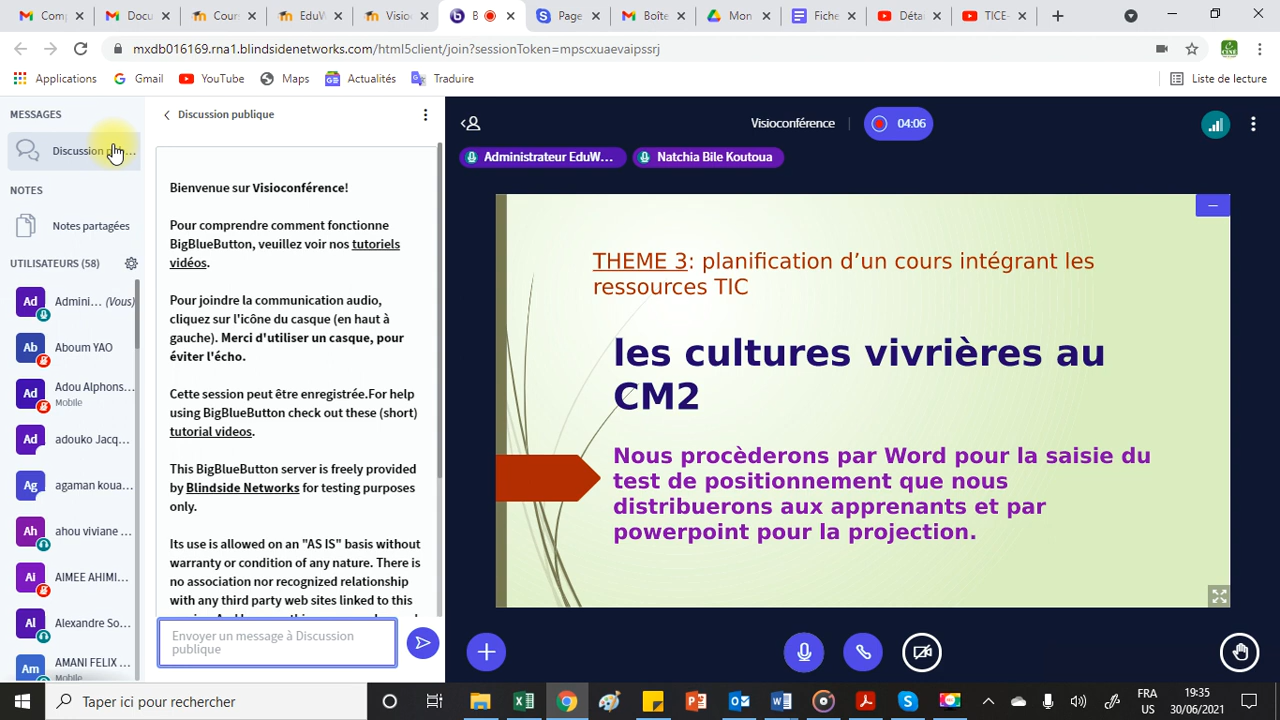 Comp
Docu
Cours
EduW
Visio
B
Page
Boîte
Mon
Fiche
Détai
TICE-
mxdb016169.rna1.blindsidenetworks.com/html5client/join?sessionToken=mpscxuaevaipssrj
Applications
Gmail
YouTube
Maps
Actualités
Traduire
Liste de lecture
MESSAGES
Discussion pu...
NOTES
Notes partagées
UTILISATEURS (58)
Ad Admini... (Vous)
Ab Aboum YAO
Ad Adou Alphons...
Mobile
Ad adouko Jacq...
Ag agaman koua...
Ah ahou viviane ...
AI AIMEE AHIMI...
Al Alexandre So...
Am AMANI FELIX ...
Mobile
Discussion publique
Bienvenue sur Visioconférence!
Pour comprendre comment fonctionne
BigBlueButton, veuillez voir nos tutoriels
vidéos.
Pour joindre la communication audio,
cliquez sur l'icône du casque (en haut à
gauche). Merci d'utiliser un casque, pour
éviter l'écho.
Cette session peut être enregistrée.For help
using BigBlueButton check out these (short)
tutorial videos.
This BigBlueButton server is freely provided
by Blindside Networks for testing purposes
only.
Its use is allowed on an "AS IS" basis without
warranty or condition of any nature. There is
no association nor recognized relationship
with any third party web sites linked to this
Envoyer un message à Discussion
publique
Visioconférence
04:06
Administrateur EduW...
Natchia Bile Koutoua
THEME 3: planification d’un cours intégrant les
ressources TIC
les cultures vivrières au
CM2
Nous procèderons par Word pour la saisie du
test de positionnement que nous
distribuerons aux apprenants et par
powerpoint pour la projection.
Taper ici pour rechercher
FRA
US
19:35
30/06/2021